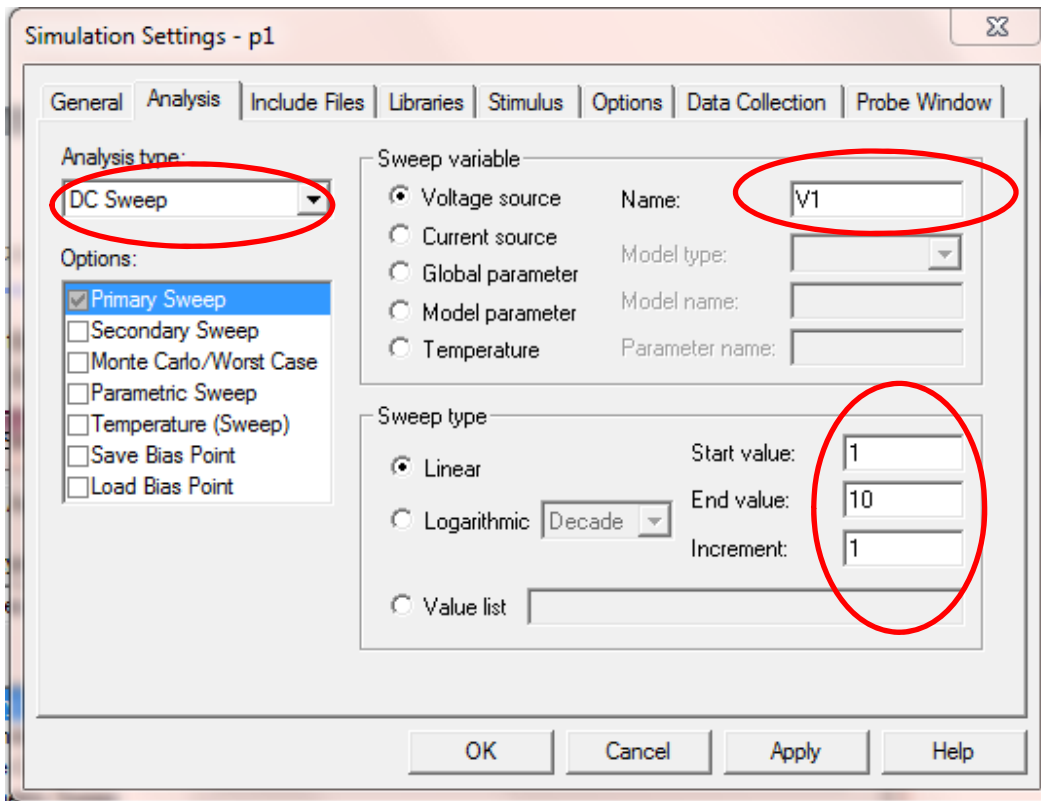 Simulation Settings - p1
General Analysis Include Files Libraries Stimulus Options Data Collection Probe Window
Analysis type:
DC Sweep
Options:
Primary Sweep
Secondary Sweep
Monte Carlo/Worst Case
Parametric Sweep
Temperature (Sweep)
Save Bias Point
Load Bias Point
Sweep variable
Voltage source
Current source
Global parameter
Model parameter
Temperature
Name: V1
Model type:
Model name:
Parameter name:
Sweep type
Linear
Logarithmic Decade
Value list
Start value: 1
End value: 10
Increment: 1
OK Cancel Apply Help